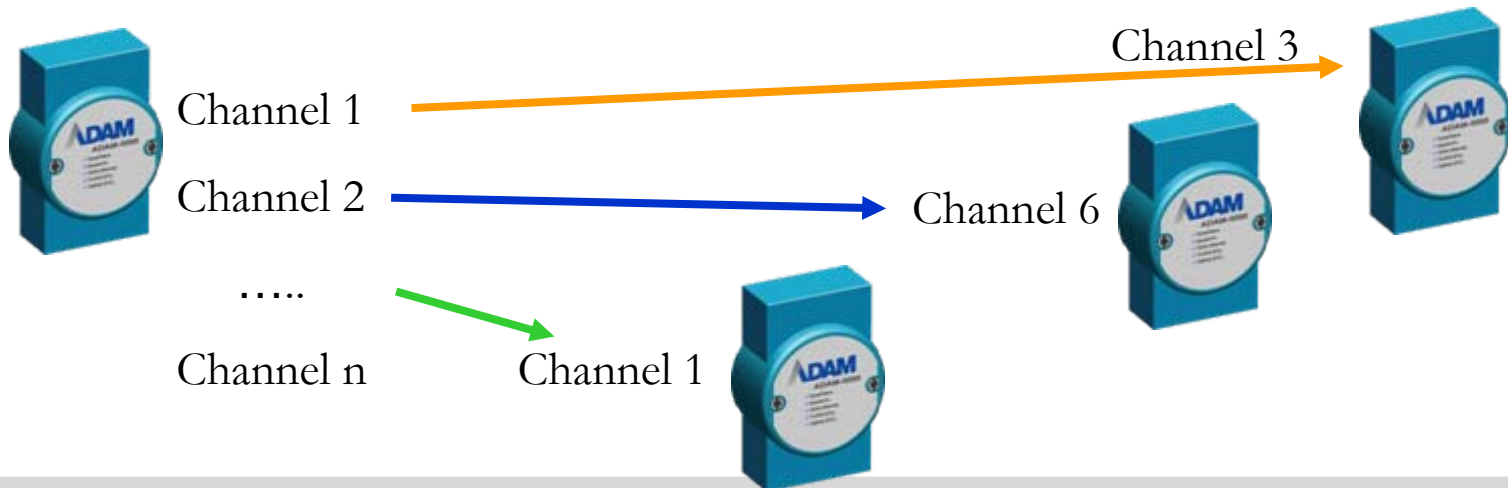 Channel 3
Channel 1
ADAM
Channel 2
Channel 6
ADAM
ADAM
.....
Channel n
Channel 1
ADAM